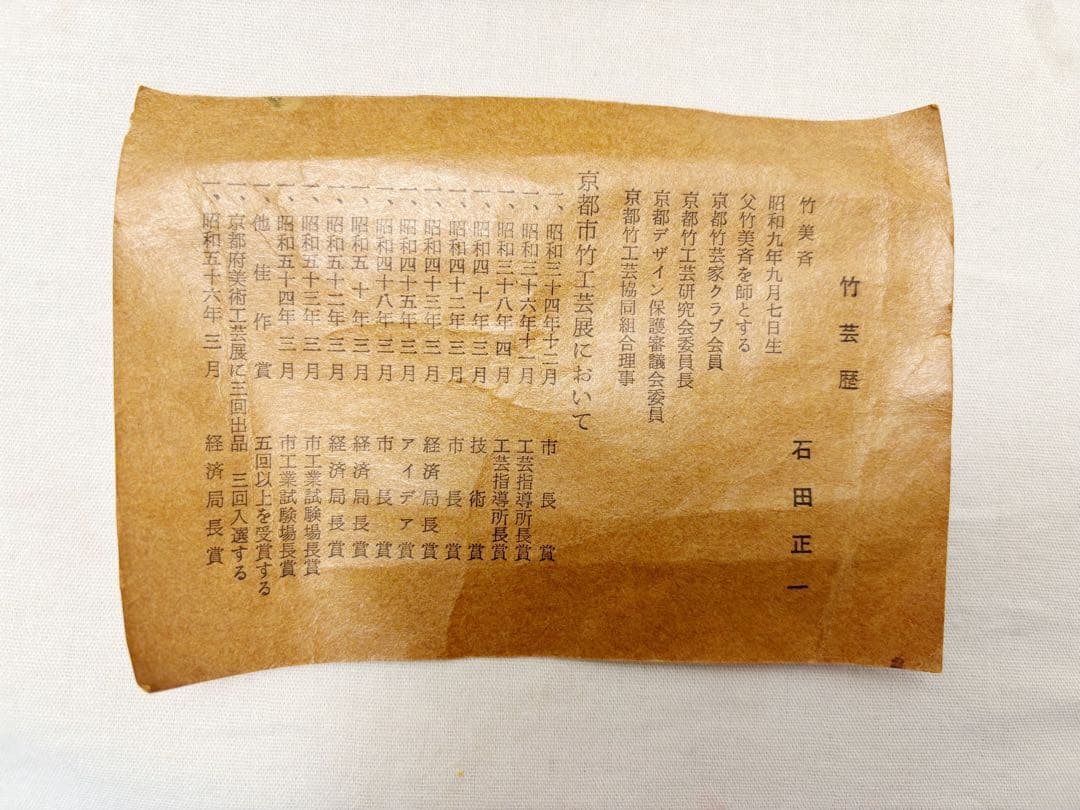 竹芸歴
石田正一
竹美斉
昭和九年九月七日生
父竹美斉を師とする
京都竹芸家クラブ会員
京都竹工芸研究会委員長
京都デザイン保護審議会委員
京都竹工芸協同組合理事
京都市竹工芸展において
一、昭和三十四年十二月 市長賞
一、昭和三十六年十一月 工芸指導所長賞
一、昭和三十八年四月 工芸指導所長賞
一、昭和四十年三月 技術賞
一、昭和四十二年三月 市長賞
一、昭和四十三年三月 経済局長賞
一、昭和四十五年三月 アイデア賞
一、昭和四十八年三月 市長賞
一、昭和五十年三月 経済局長賞
一、昭和五十二年三月 経済局長賞
一、昭和五十三年三月 市工業試験場長賞
一、昭和五十四年三月 市工業試験場長賞
一、他佳作賞 五回以上を受賞する
一、京都府美術工芸展に三回出品 三回入選する
一、昭和五十六年三月 経済局長賞